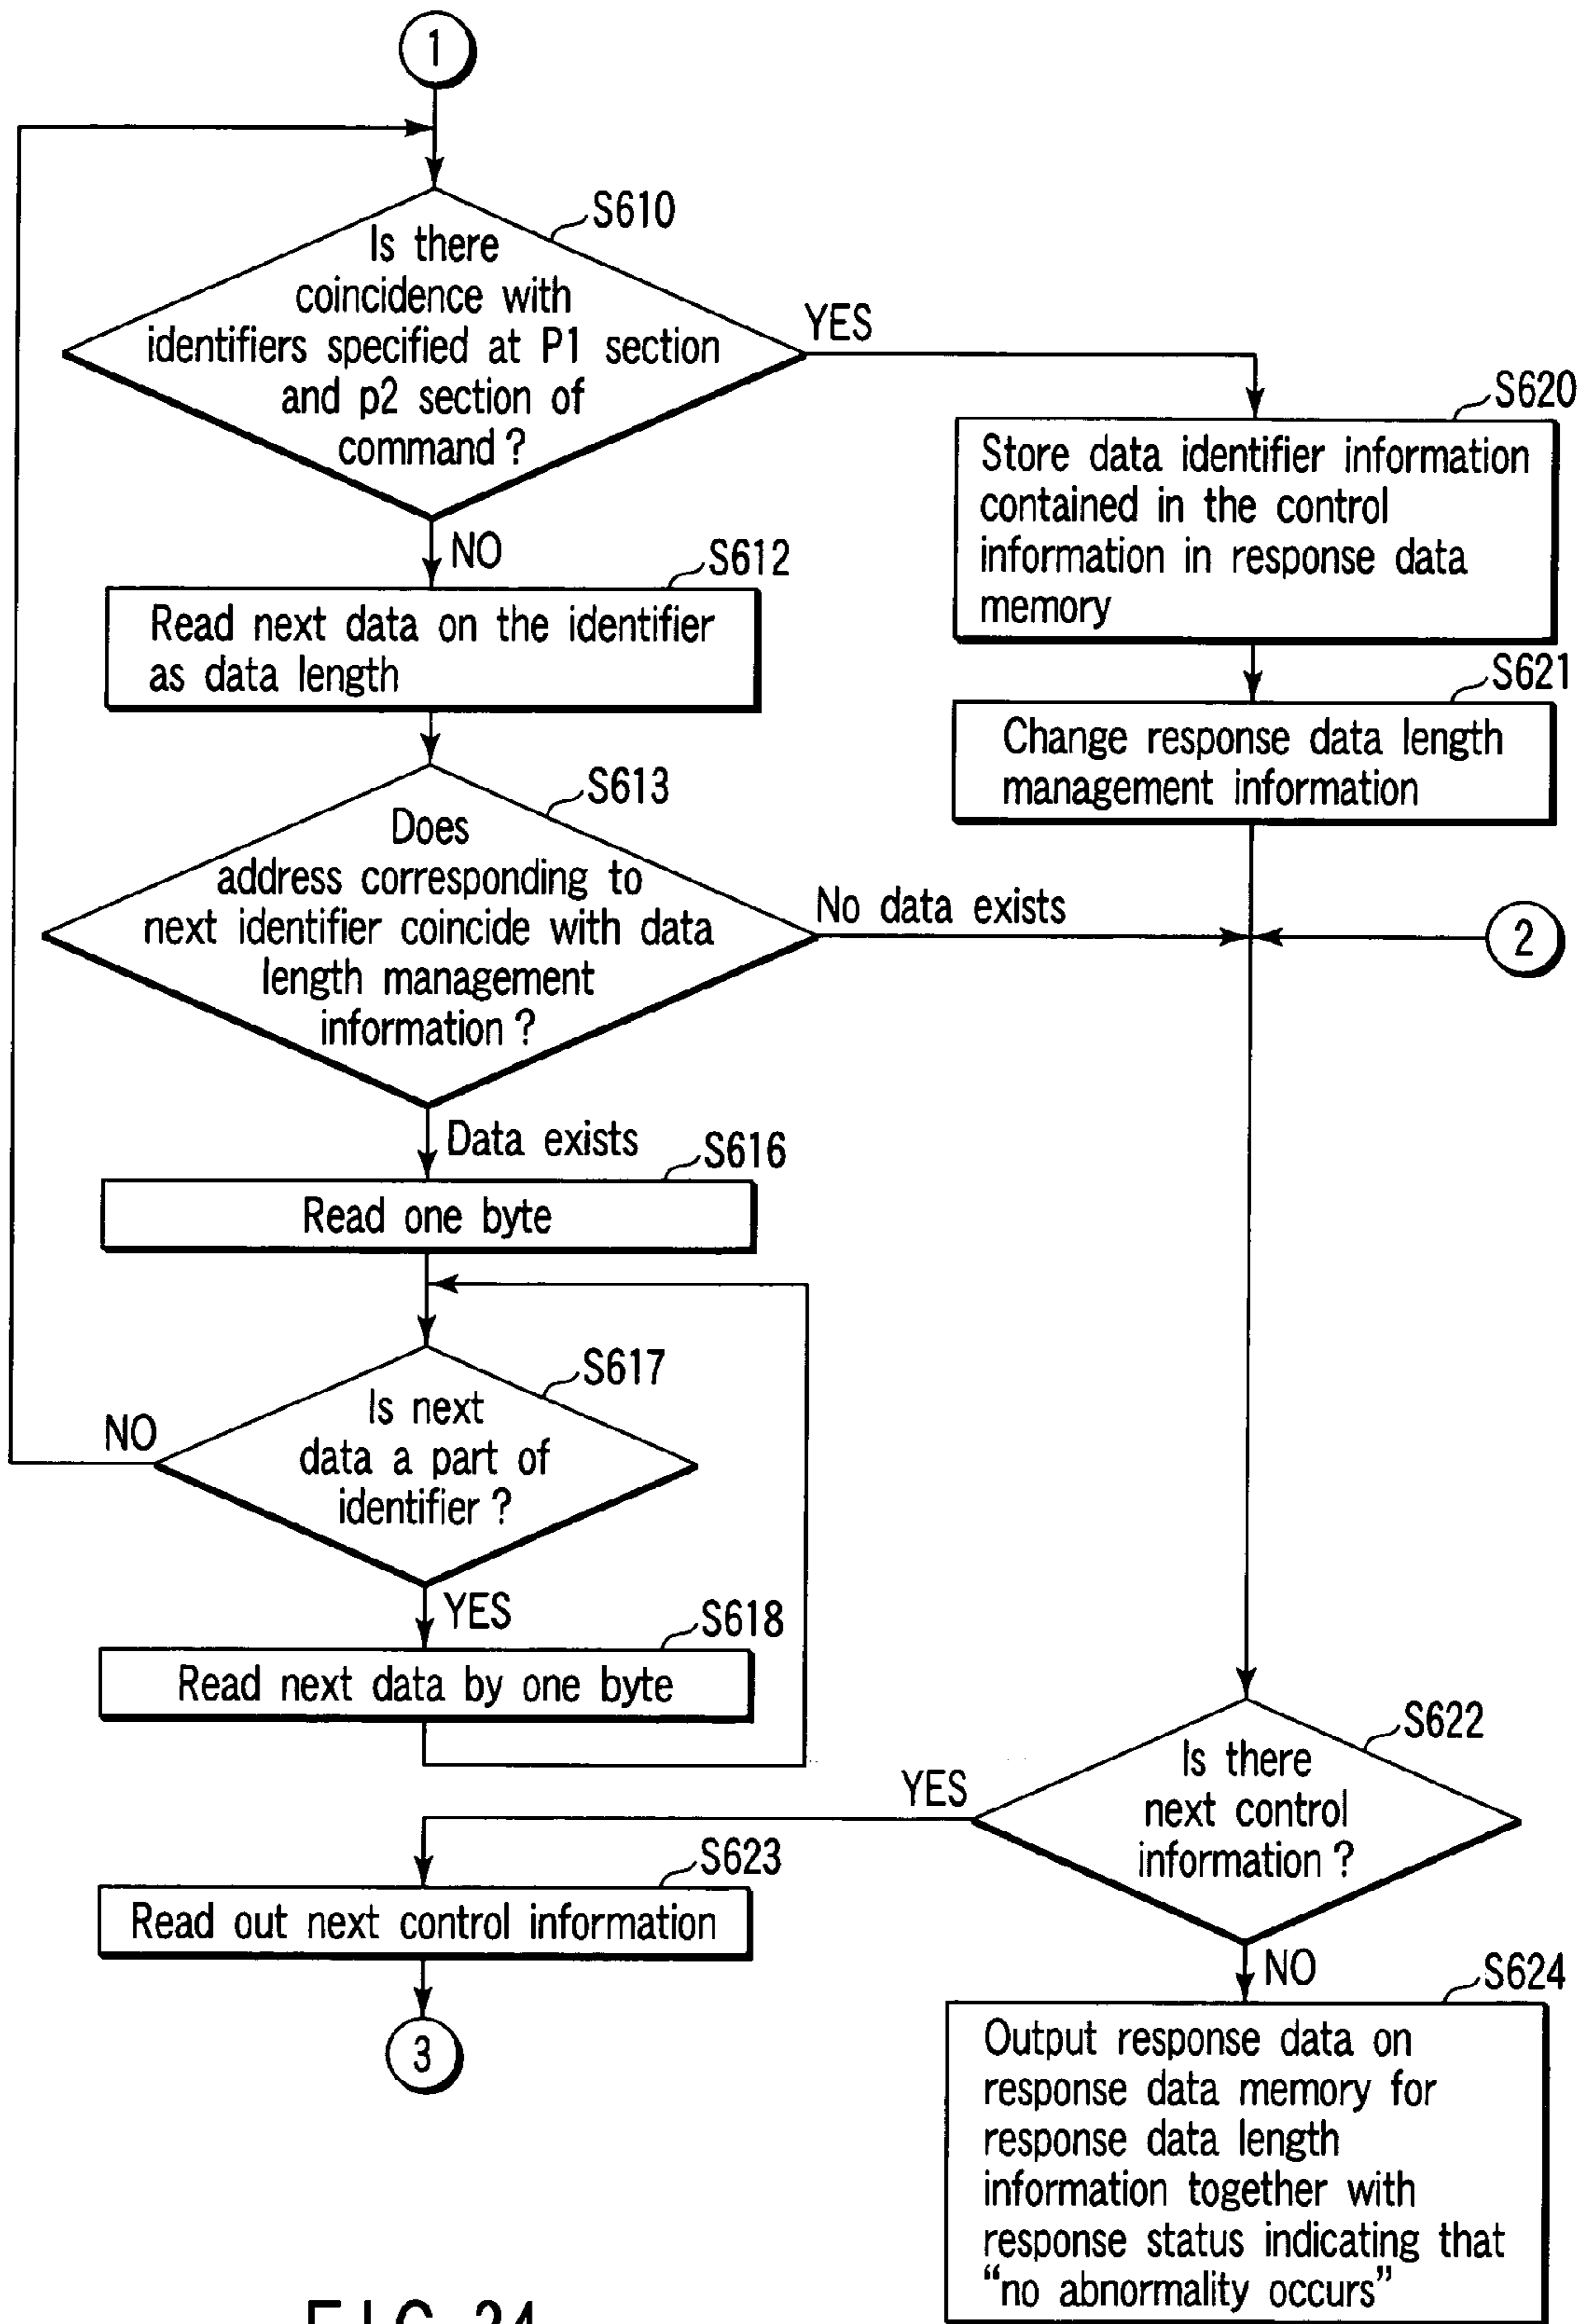 1
S610
Is there
coincidence with
identifiers specified at P1 section
and p2 section of
command ?
YES
NO
S620
Store data identifier information
contained in the control
information in response data
memory
S612
Read next data on the identifier
as data length
S621
Change response data length
management information
S613
Does
address corresponding to
next identifier coincide with data
length management
information ?
No data exists
2
Data exists
S616
Read one byte
S617
Is next
data a part of
identifier ?
NO
YES
S618
Read next data by one byte
S622
Is there
next control
information ?
YES
S623
Read out next control information
3
NO
S624
Output response data on
response data memory for
response data length
information together with
response status indicating that
“no abnormality occurs”